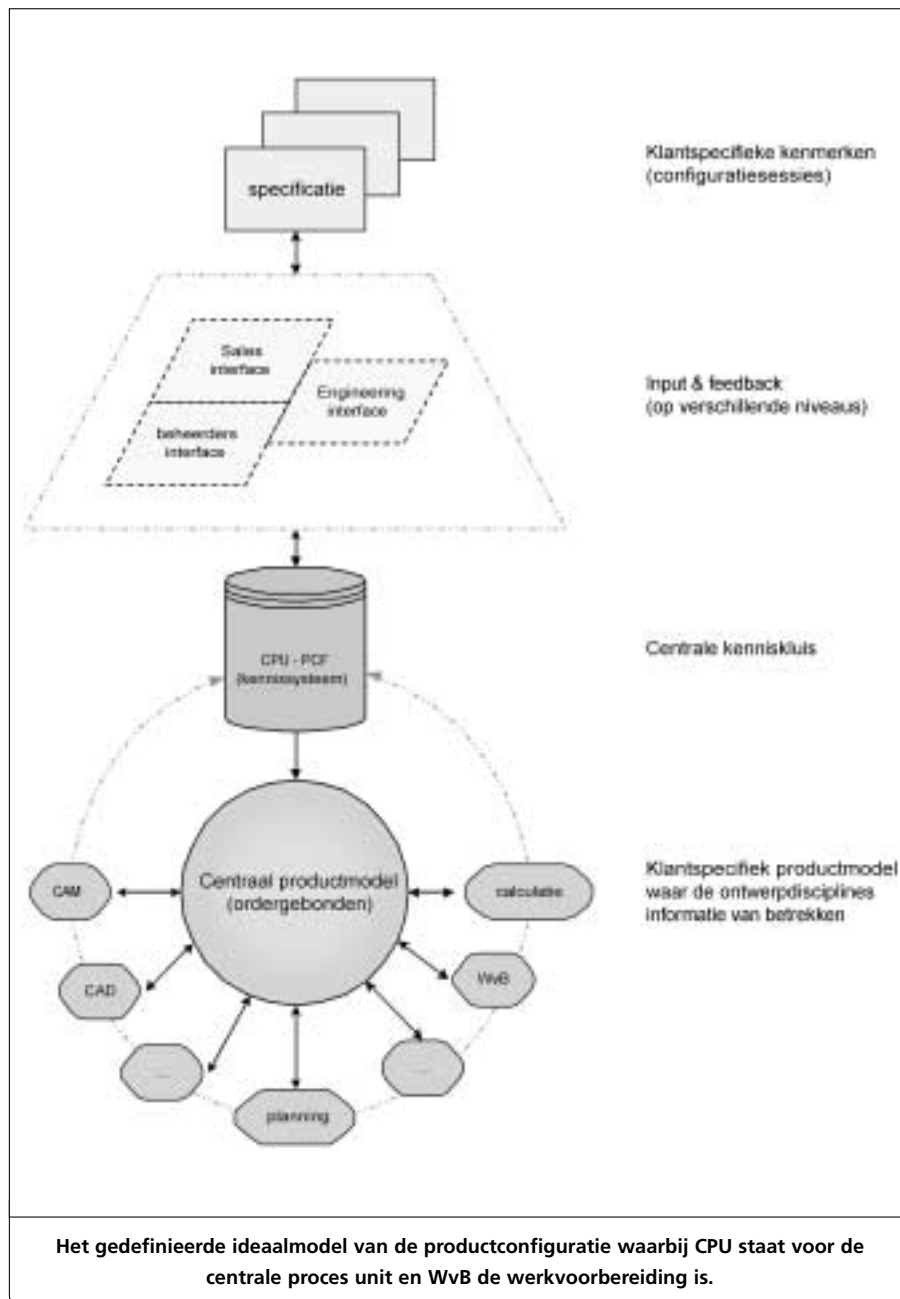 specificatie
Klantspecifieke kenmerken
(configuratiesessies)
Sales
interface
Engineering
interface
beheerders
interface
Input & feedback
(op verschillende niveaus)
CPU - PCF
(kennissysteem)
Centrale kenniskluis
Centraal productmodel
(ordergebonden)
Klantspecifiek productmodel
waar de ontwerpdisciplines
informatie van betrekken
CAM
calculatie
CAD
WvB
....
....
planning
Het gedefinieerde ideaalmodel van de productconfiguratie waarbij CPU staat voor de
centrale proces unit en WvB de werkvoorbereiding is.